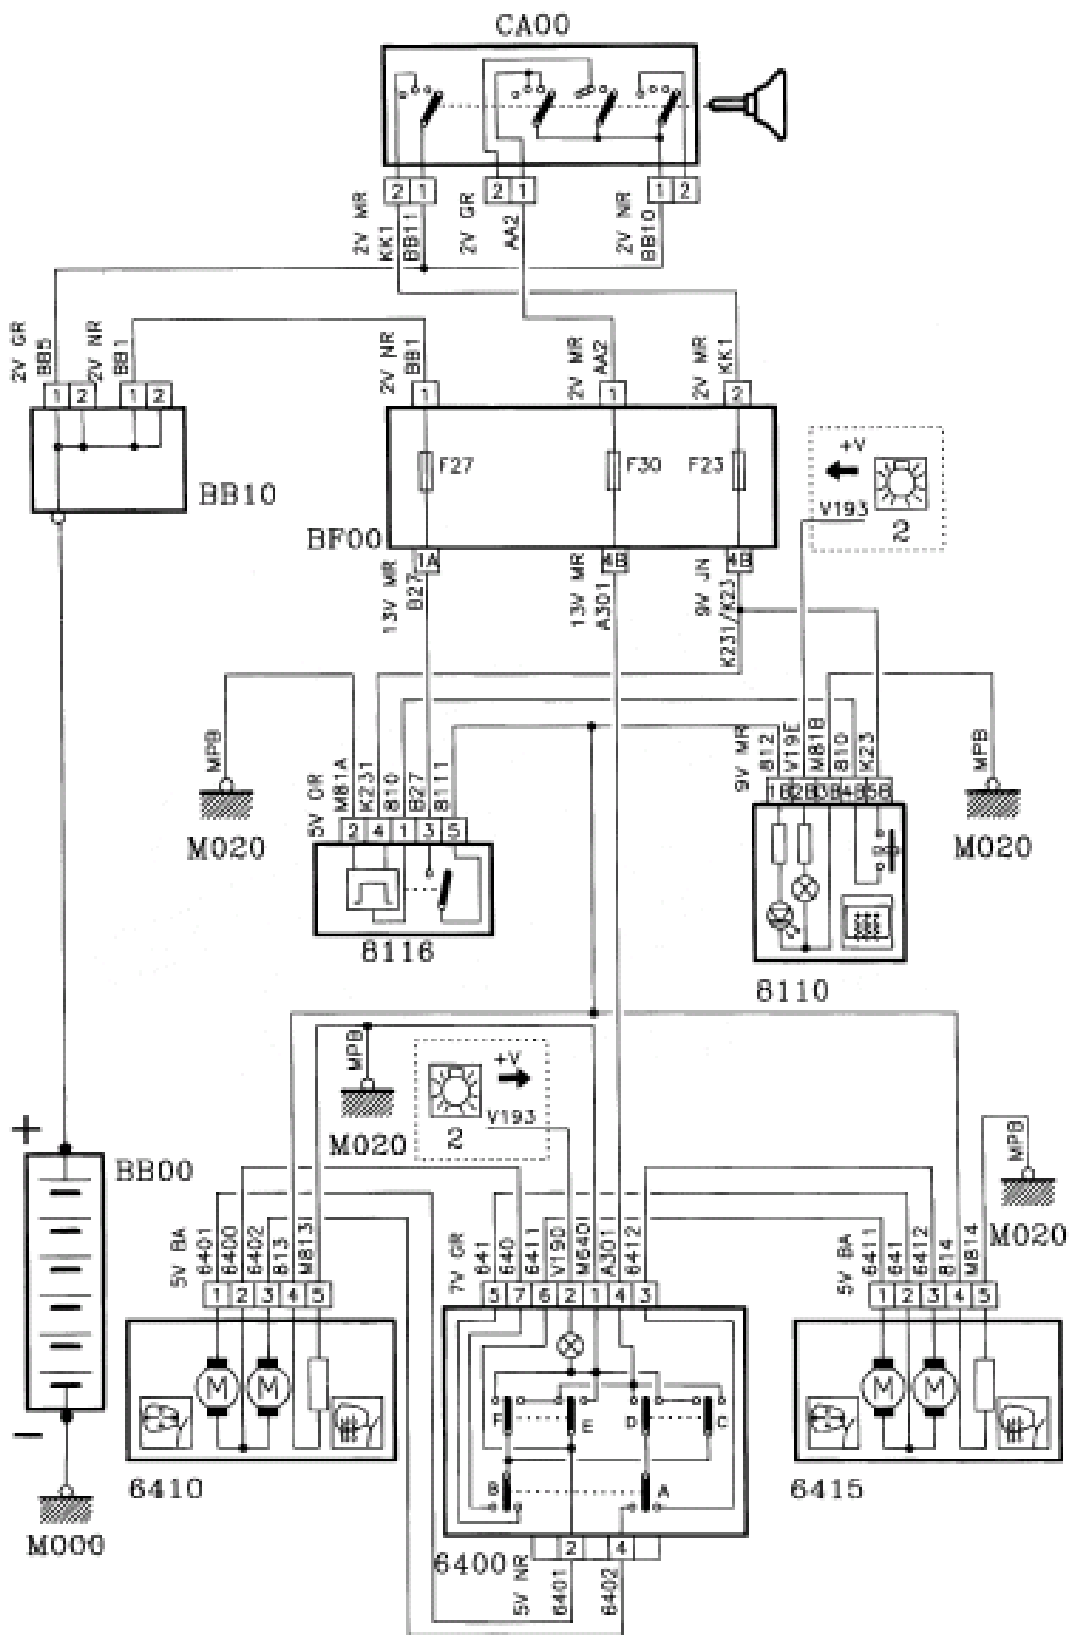 CA00
2 1 2 1 1 2
2V MR
KK1
BB11
2V GR
AA2
2V NR
BB10
2V GR
BB5
2V NR
BB1
2V NR
BB1
2V MR
AA2
2V MR
KK1
1 2 1 2
1 1 2
F27
F30
F23
+V
V193
2
BB10
BF00
1A 4B 4B
13V MR
B27
13V MR
A301
9V JN
K231/K23
MPB
M020
5V OR
M81A
K231
810
B27
8111
2 4 1 3 5
8116
9V MR
812
V19E
M81B
810
K23
1B 2B 3B 4B 5B
8110
MPB
M020
MPB
M020
+V
V193
2
+
BB00
-
M000
MPB
M020
5V BA
6401
6400
6402
813
M813
1 2 3 4 5
M M
6410
7V GR
641
640
6411
V190
M640
A301
6412
5 7 6 2 1 4 3
F E D C
B A
6400
2 4
5V NR
6401
6402
5V BA
6411
641
6412
814
M814
1 2 3 4 5
M M
6415